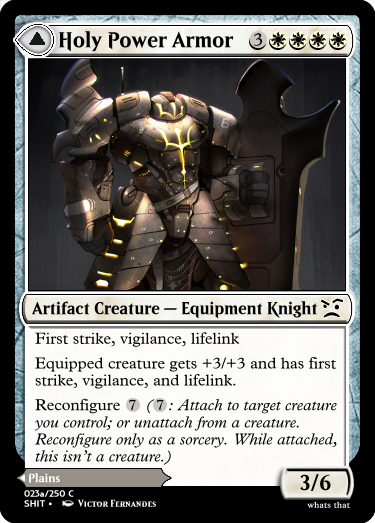 Holy Power Armor 3
Artifact Creature — Equipment Knight
First strike, vigilance, lifelink
Equipped creature gets +3/+3 and has first
strike, vigilance, and lifelink.
Reconfigure 7 (7: Attach to target creature
you control; or unattach from a creature.
Reconfigure only as a sorcery. While attached,
this isn't a creature.)
Plains
3/6
023a/250 C
SHIT • Victor Fernandes
whats that